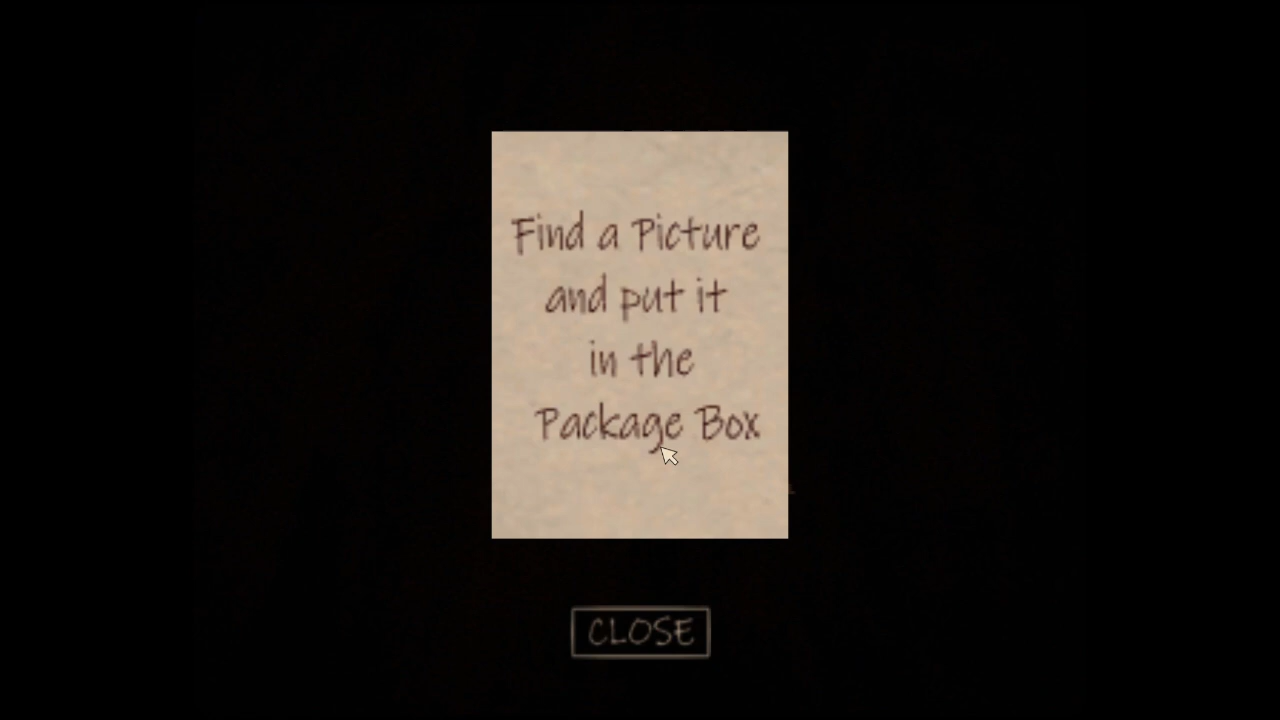 Find a Picture
and put it
in the
Package Box
CLOSE